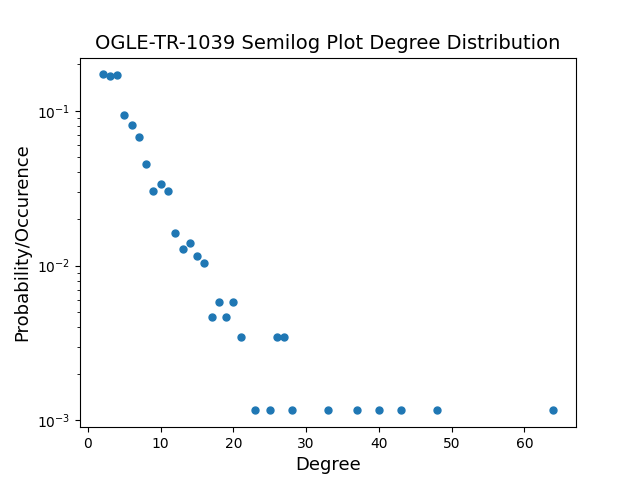 OGLE-TR-1039 Semilog Plot Degree Distribution
Probability/Occurence
10⁻¹
10⁻²
10⁻³
0 10 20 30 40 50 60
Degree